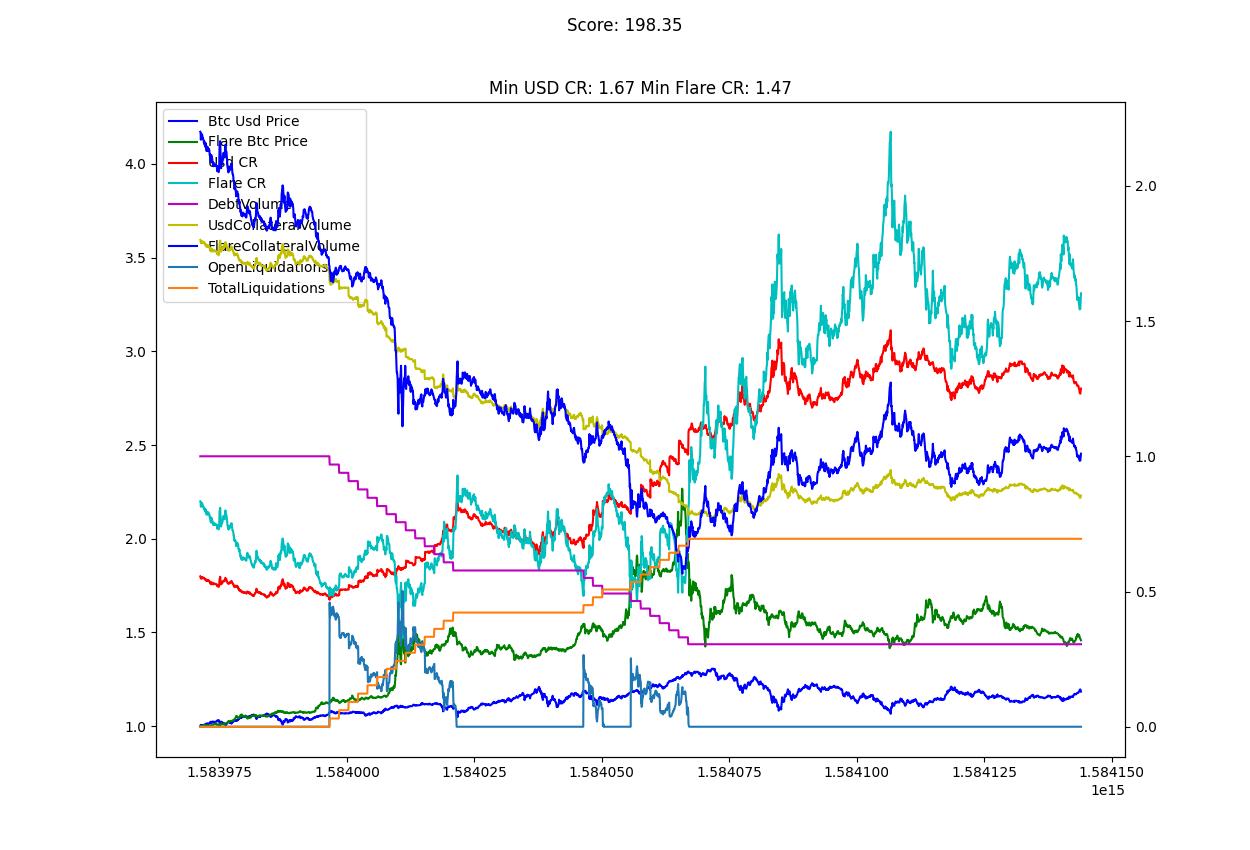 Score: 198.35
Min USD CR: 1.67 Min Flare CR: 1.47
Btc Usd Price
Flare Btc Price
Usd CR
Flare CR
DebtVolume
UsdCollateralVolume
FlareCollateralVolume
OpenLiquidations
TotalLiquidations
4.0
3.5
3.0
2.5
2.0
1.5
1.0
2.0
1.5
1.0
0.5
0.0
1.583975 1.584000 1.584025 1.584050 1.584075 1.584100 1.584125 1.584150
1e15